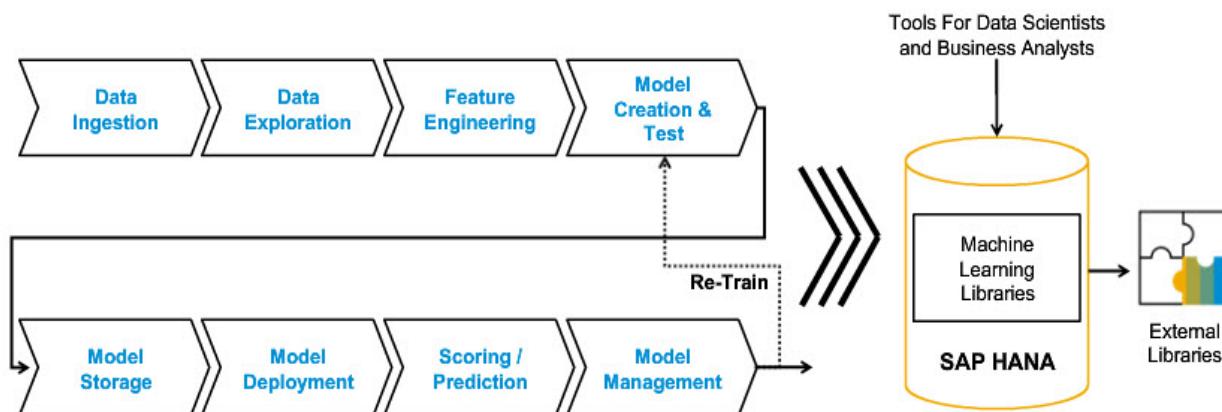 Tools For Data Scientists
and Business Analysts
Data
Ingestion
Data
Exploration
Feature
Engineering
Model
Creation &
Test
Re-Train
Model
Storage
Model
Deployment
Scoring /
Prediction
Model
Management
Machine
Learning
Libraries
SAP HANA
External
Libraries